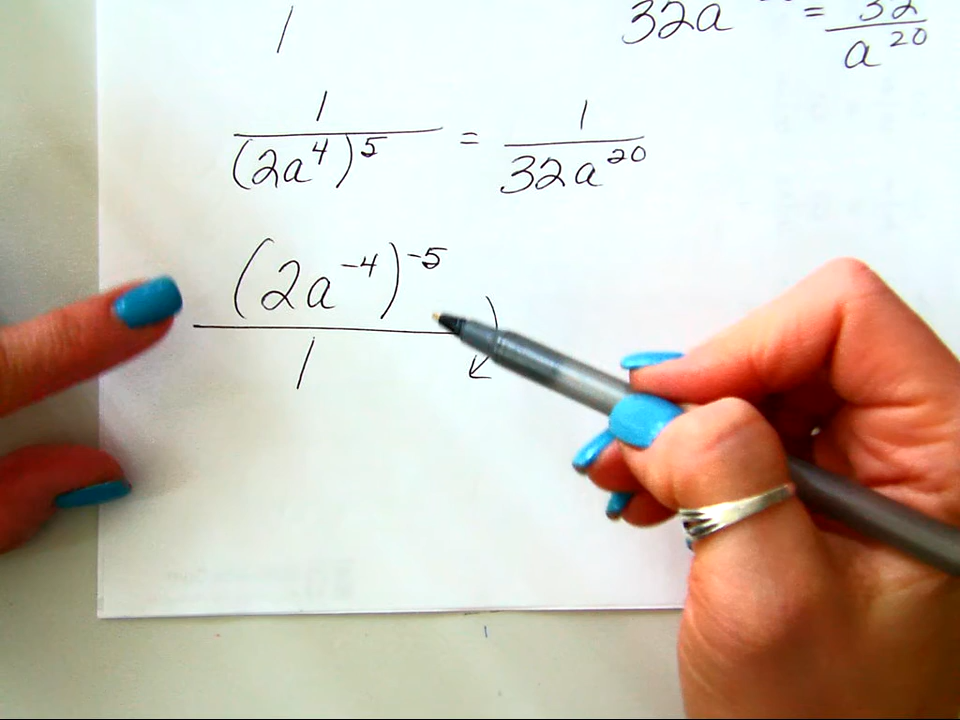 1
32a = 32/a^20
1/(2a^4)^5 = 1/32a^20
(2a^-4)^-5/1